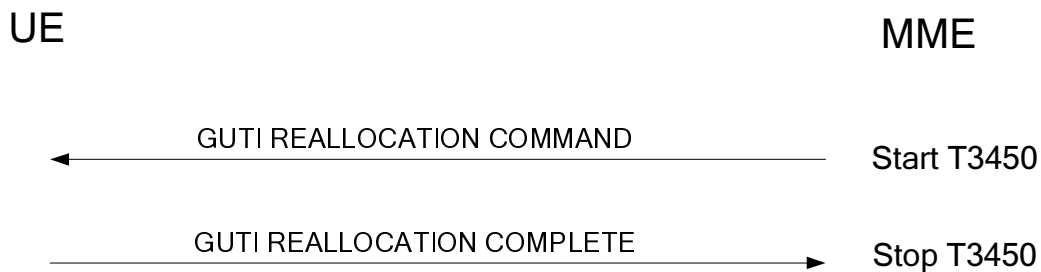 UE
MME
GUTI REALLOCATION COMMAND
Start T3450
GUTI REALLOCATION COMPLETE
Stop T3450